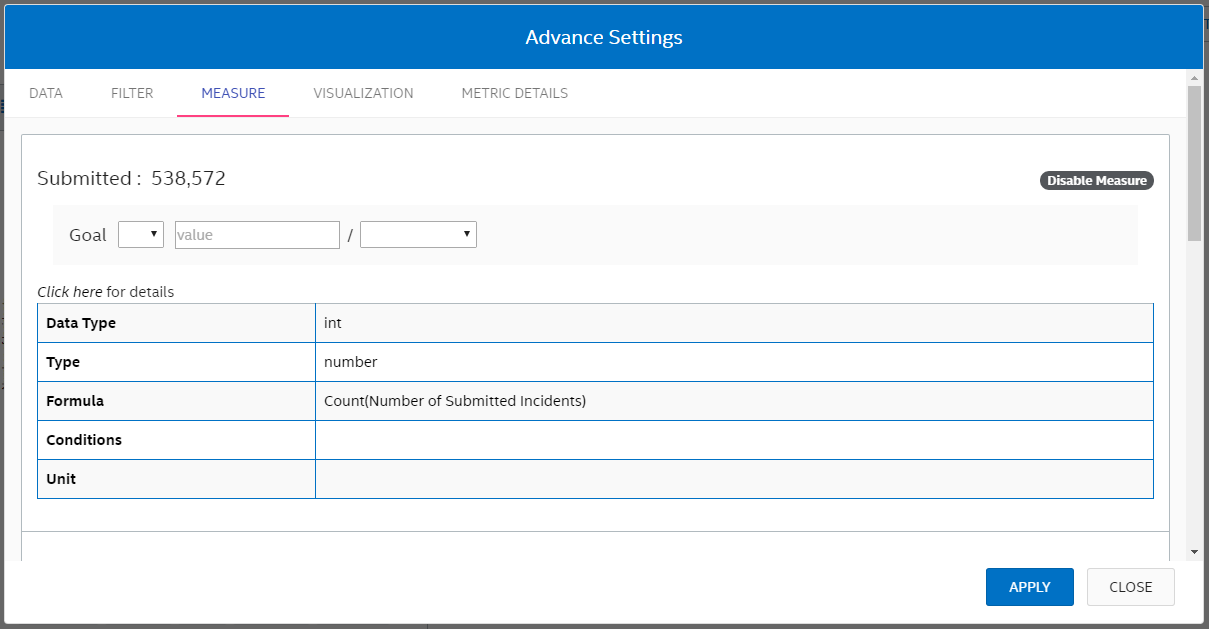 Advance Settings
DATA FILTER MEASURE VISUALIZATION METRIC DETAILS
Submitted : 538,572
Disable Measure
Goal value /
Click here for details
Data Type int
Type number
Formula Count(Number of Submitted Incidents)
Conditions
Unit
APPLY CLOSE